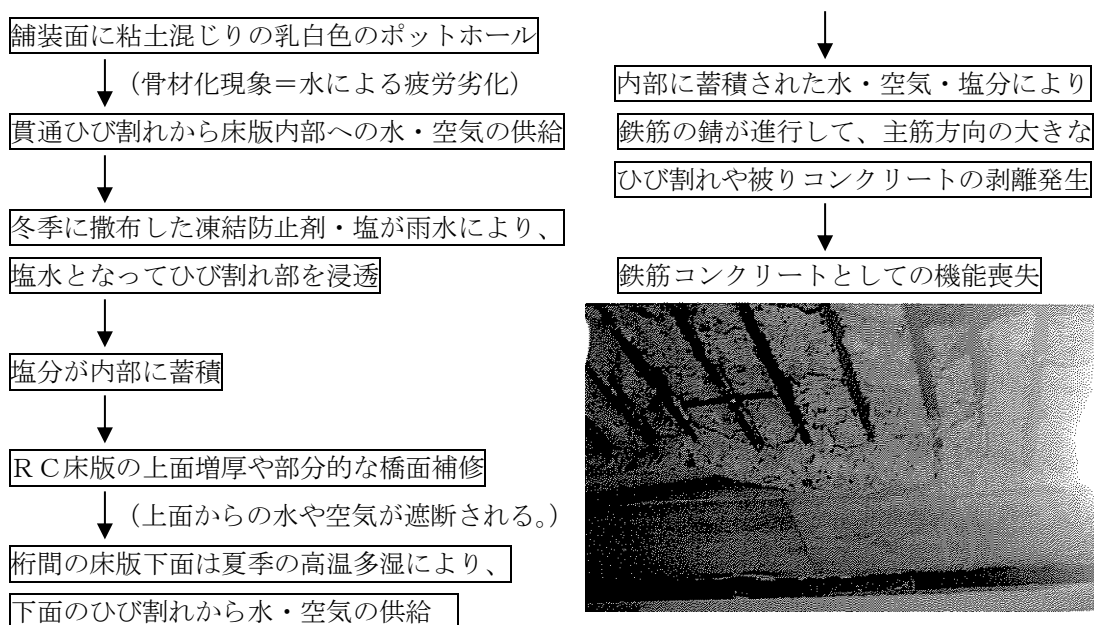 舗装面に粘土混じりの乳白色のポットホール
（骨材化現象＝水による疲労劣化）
貫通ひび割れから床版内部への水・空気の供給
冬季に撒布した凍結防止剤・塩が雨水により、
塩水となってひび割れ部を浸透
塩分が内部に蓄積
ＲＣ床版の上面増厚や部分的な橋面補修
（上面からの水や空気が遮断される。）
桁間の床版下面は夏季の高温多湿により、
下面のひび割れから水・空気の供給
内部に蓄積された水・空気・塩分により
鉄筋の錆が進行して、主筋方向の大きな
ひび割れや被りコンクリートの剥離発生
鉄筋コンクリートとしての機能喪失